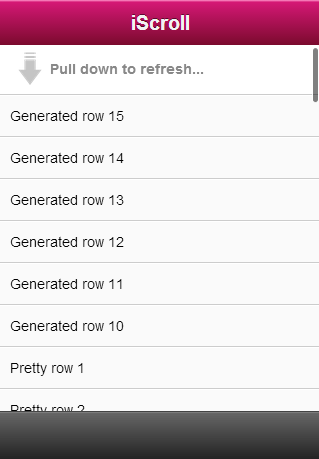 iScroll
Pull down to refresh...
Generated row 15
Generated row 14
Generated row 13
Generated row 12
Generated row 11
Generated row 10
Pretty row 1
Pretty row 2